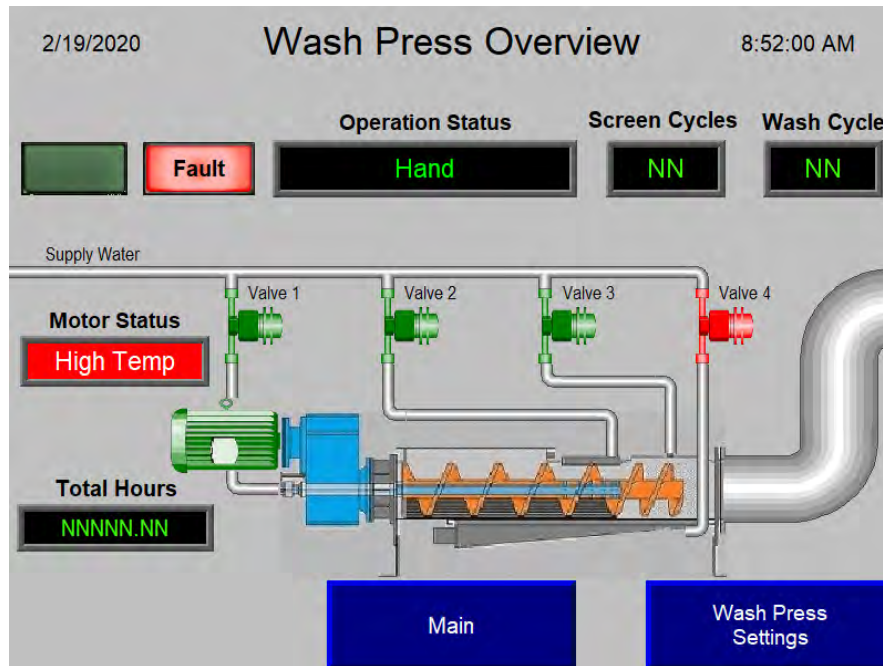 2/19/2020
Wash Press Overview
8:52:00 AM
Operation Status
Screen Cycles
Wash Cycle
Fault
Hand
NN
NN
Supply Water
Valve 1
Valve 2
Valve 3
Valve 4
Motor Status
High Temp
Total Hours
NNNNN.NN
Main
Wash Press
Settings